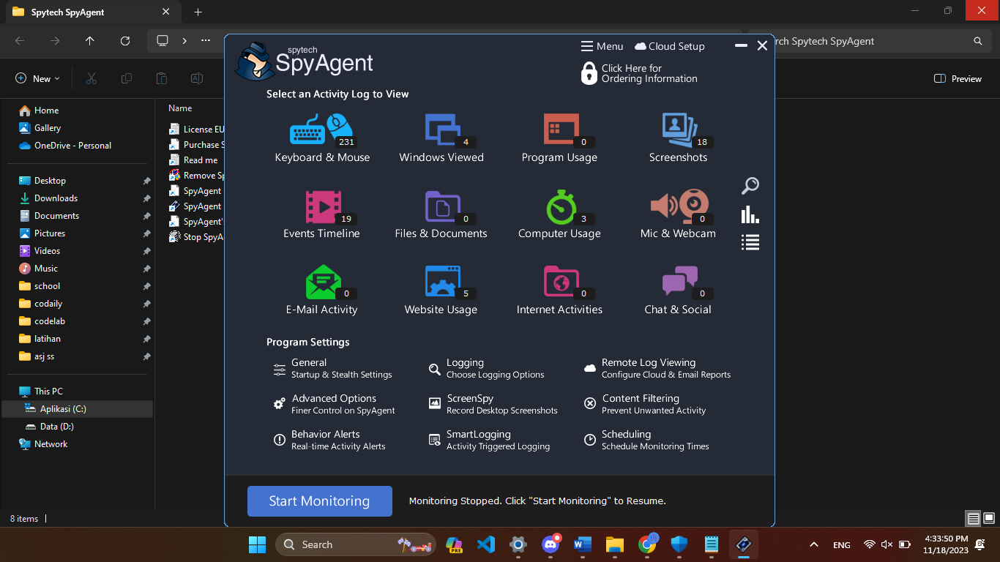 Spytech SpyAgent
rch Spytech SpyAgent
New
Preview
Home
Gallery
OneDrive - Personal
Desktop
Downloads
Documents
Pictures
Videos
Music
school
codaily
codelab
latihan
asj ss
This PC
Aplikasi (C:)
Data (D:)
Network
Name
License EU
Purchase S
Read me
Remove Sp
SpyAgent
SpyAgent
SpyAgent'
Stop SpyA
spytech
SpyAgent
Menu
Cloud Setup
Click Here for
Ordering Information
Select an Activity Log to View
231
Keyboard & Mouse
4
Windows Viewed
0
Program Usage
18
Screenshots
19
Events Timeline
0
Files & Documents
3
Computer Usage
0
Mic & Webcam
0
E-Mail Activity
5
Website Usage
0
Internet Activities
0
Chat & Social
Program Settings
General
Startup & Stealth Settings
Logging
Choose Logging Options
Remote Log Viewing
Configure Cloud & Email Reports
Advanced Options
Finer Control on SpyAgent
ScreenSpy
Record Desktop Screenshots
Content Filtering
Prevent Unwanted Activity
Behavior Alerts
Real-time Activity Alerts
SmartLogging
Activity Triggered Logging
Scheduling
Schedule Monitoring Times
Start Monitoring
Monitoring Stopped. Click "Start Monitoring" to Resume.
8 items
Search
PRE
ENG
4:33:50 PM
11/18/2023